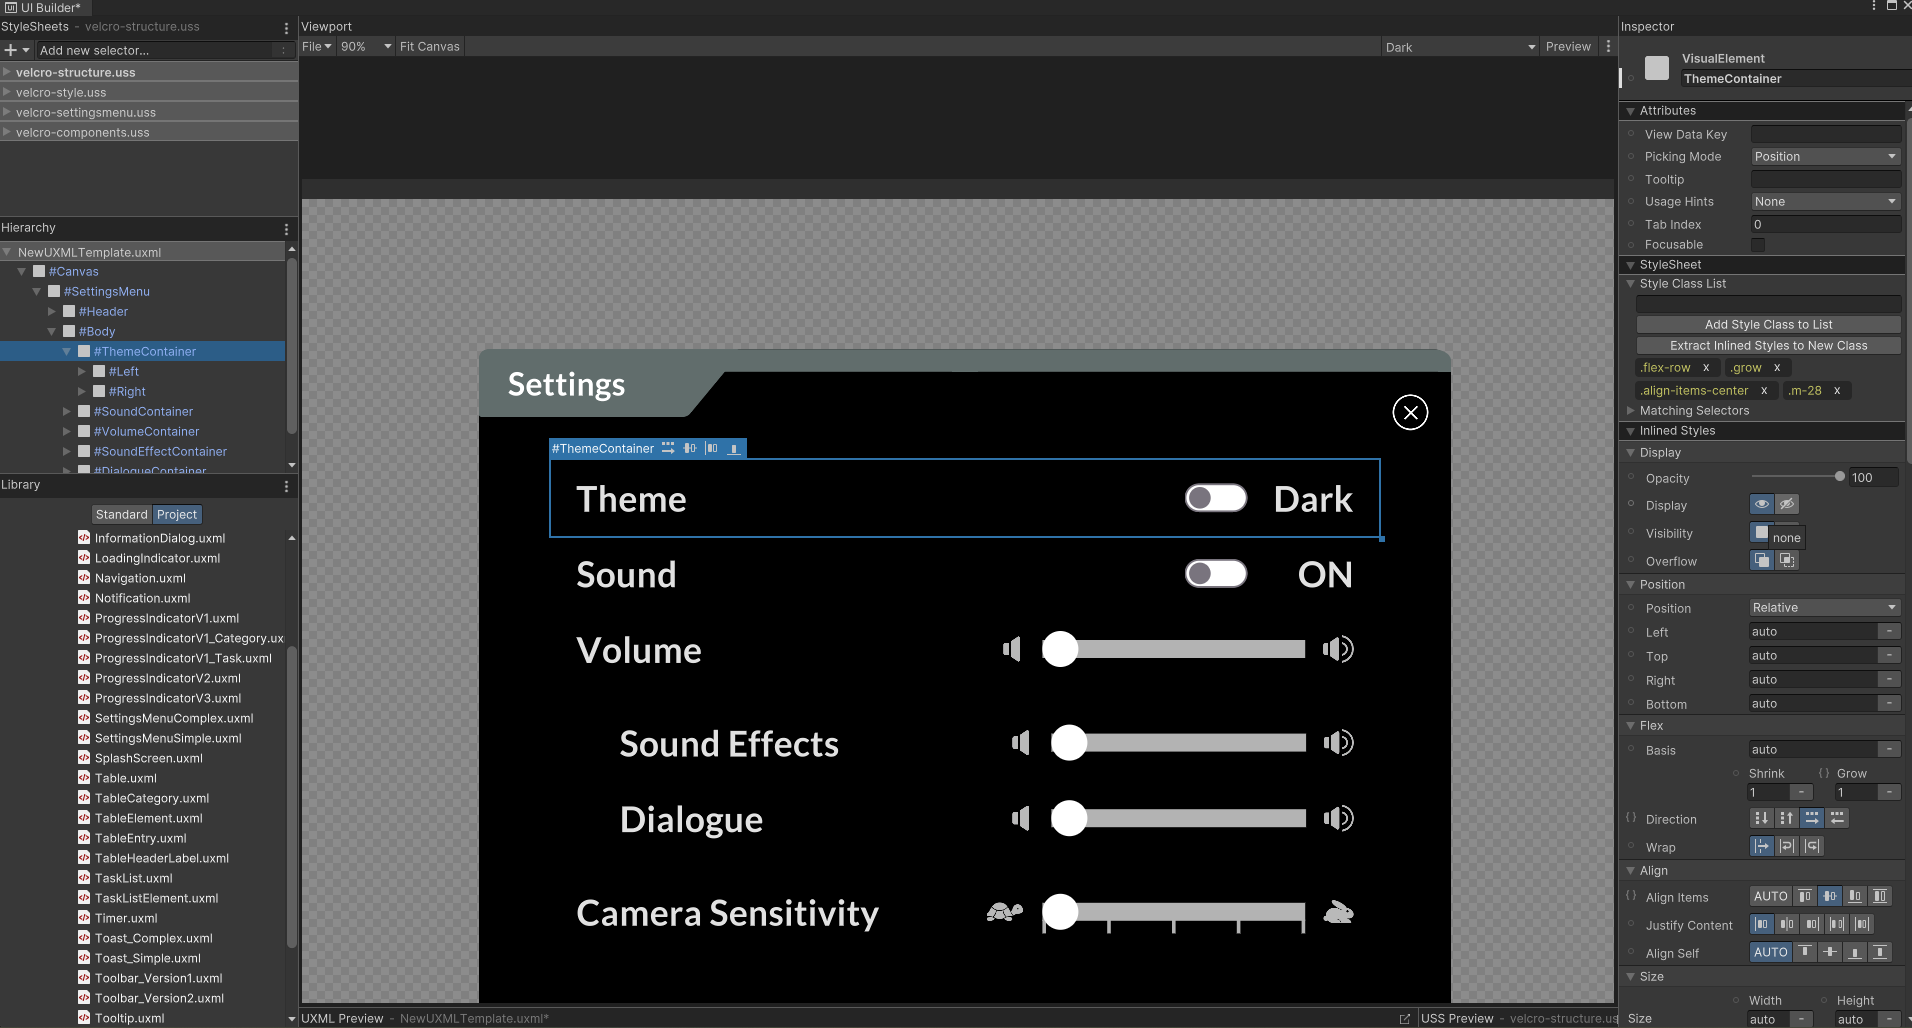 UI Builder*
StyleSheets - velcro-structure.uss
Add new selector...
velcro-structure.uss
velcro-style.uss
velcro-settingsmenu.uss
velcro-components.uss
Hierarchy
NewUXMLTemplate.uxml
#Canvas
#SettingsMenu
#Header
#Body
#ThemeContainer
#Left
#Right
#SoundContainer
#VolumeContainer
#SoundEffectContainer
#DialogueContainer
Library
Standard Project
InformationDialog.uxml
LoadingIndicator.uxml
Navigation.uxml
Notification.uxml
ProgressIndicatorV1.uxml
ProgressIndicatorV1_Category.ux
ProgressIndicatorV1_Task.uxml
ProgressIndicatorV2.uxml
ProgressIndicatorV3.uxml
SettingsMenuComplex.uxml
SettingsMenuSimple.uxml
SplashScreen.uxml
Table.uxml
TableCategory.uxml
TableElement.uxml
TableEntry.uxml
TableHeaderLabel.uxml
TaskList.uxml
TaskListElement.uxml
Timer.uxml
Toast_Complex.uxml
Toast_Simple.uxml
Toolbar_Version1.uxml
Toolbar_Version2.uxml
Tooltip.uxml
Viewport
File 90% Fit Canvas Dark Preview
Settings
#ThemeContainer
Theme Dark
Sound ON
Volume
Sound Effects
Dialogue
Camera Sensitivity
UXML Preview - NewUXMLTemplate.uxml*
USS Preview - velcro-structure.us
Inspector
VisualElement
ThemeContainer
Attributes
View Data Key
Picking Mode Position
Tooltip
Usage Hints None
Tab Index 0
Focusable
StyleSheet
Style Class List
Add Style Class to List
Extract Inlined Styles to New Class
.flex-row x .grow x
.align-items-center x .m-28 x
Matching Selectors
Inlined Styles
Display
Opacity 100
Display
Visibility
none
Overflow
Position
Position Relative
Left auto -
Top auto -
Right auto -
Bottom auto -
Flex
Basis auto -
Shrink {} Grow
1 - 1 -
{} Direction
Wrap
Align
{} Align Items AUTO
Justify Content
Align Self AUTO
Size
Width Height
Size auto - auto -